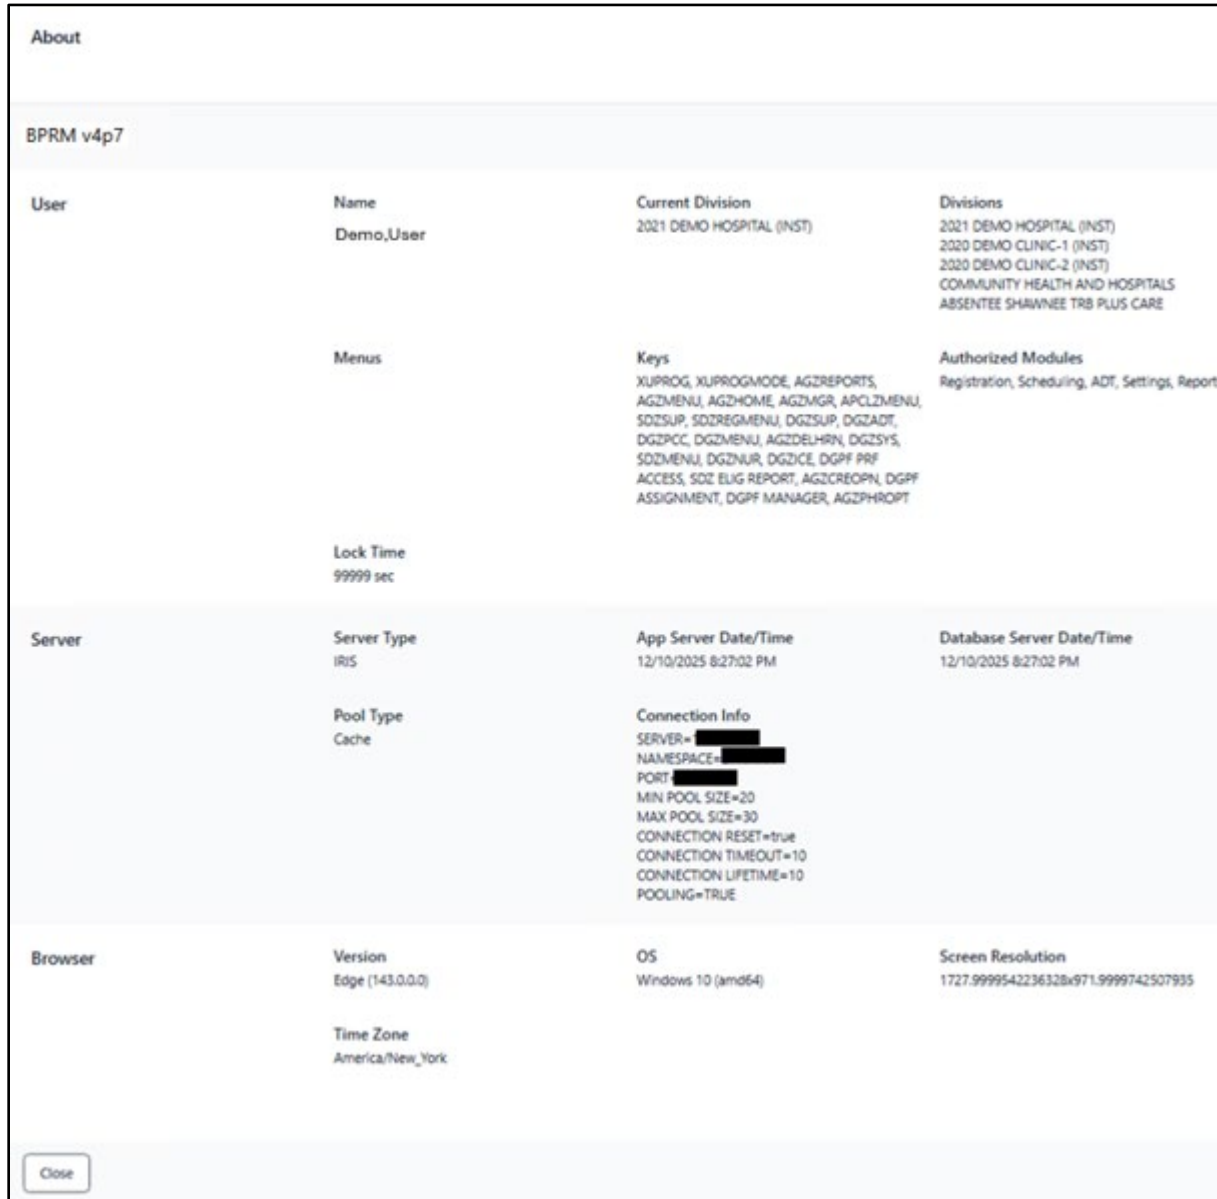 About
BPRM v4p7
User
Name
Demo,User
Current Division
2021 DEMO HOSPITAL (INST)
Divisions
2021 DEMO HOSPITAL (INST)
2020 DEMO CLINIC-1 (INST)
2020 DEMO CLINIC-2 (INST)
COMMUNITY HEALTH AND HOSPITALS
ABSENTEE SHAWNEE TRB PLUS CARE
Menus
Keys
XUPROG, XUPROGMODE, AGZREPORTS,
AGZMENU, AGZHOME, AGZMGR, APCLZMENU,
SDZSUP, SDZREGMENU, DGZSUP, DGZADT,
DGZPCC, DGZMENU, AGZDELHRN, DGZSYS,
SDZMENU, DGZNUR, DGZICE, DGPF PRF
ACCESS, SDZ ELIG REPORT, AGZCREOPN, DGPF
ASSIGNMENT, DGPF MANAGER, AGZPHROPT
Authorized Modules
Registration, Scheduling, ADT, Settings, Report
Lock Time
99999 sec
Server
Server Type
IRIS
App Server Date/Time
12/10/2025 8:27:02 PM
Database Server Date/Time
12/10/2025 8:27:02 PM
Pool Type
Cache
Connection Info
SERVER=
NAMESPACE=
PORT=
MIN POOL SIZE=20
MAX POOL SIZE=30
CONNECTION RESET=true
CONNECTION TIMEOUT=10
CONNECTION LIFETIME=10
POOLING=TRUE
Browser
Version
Edge (143.0.0.0)
OS
Windows 10 (amd64)
Screen Resolution
1727.9999542236328x971.9999742507935
Time Zone
America/New_York
Close